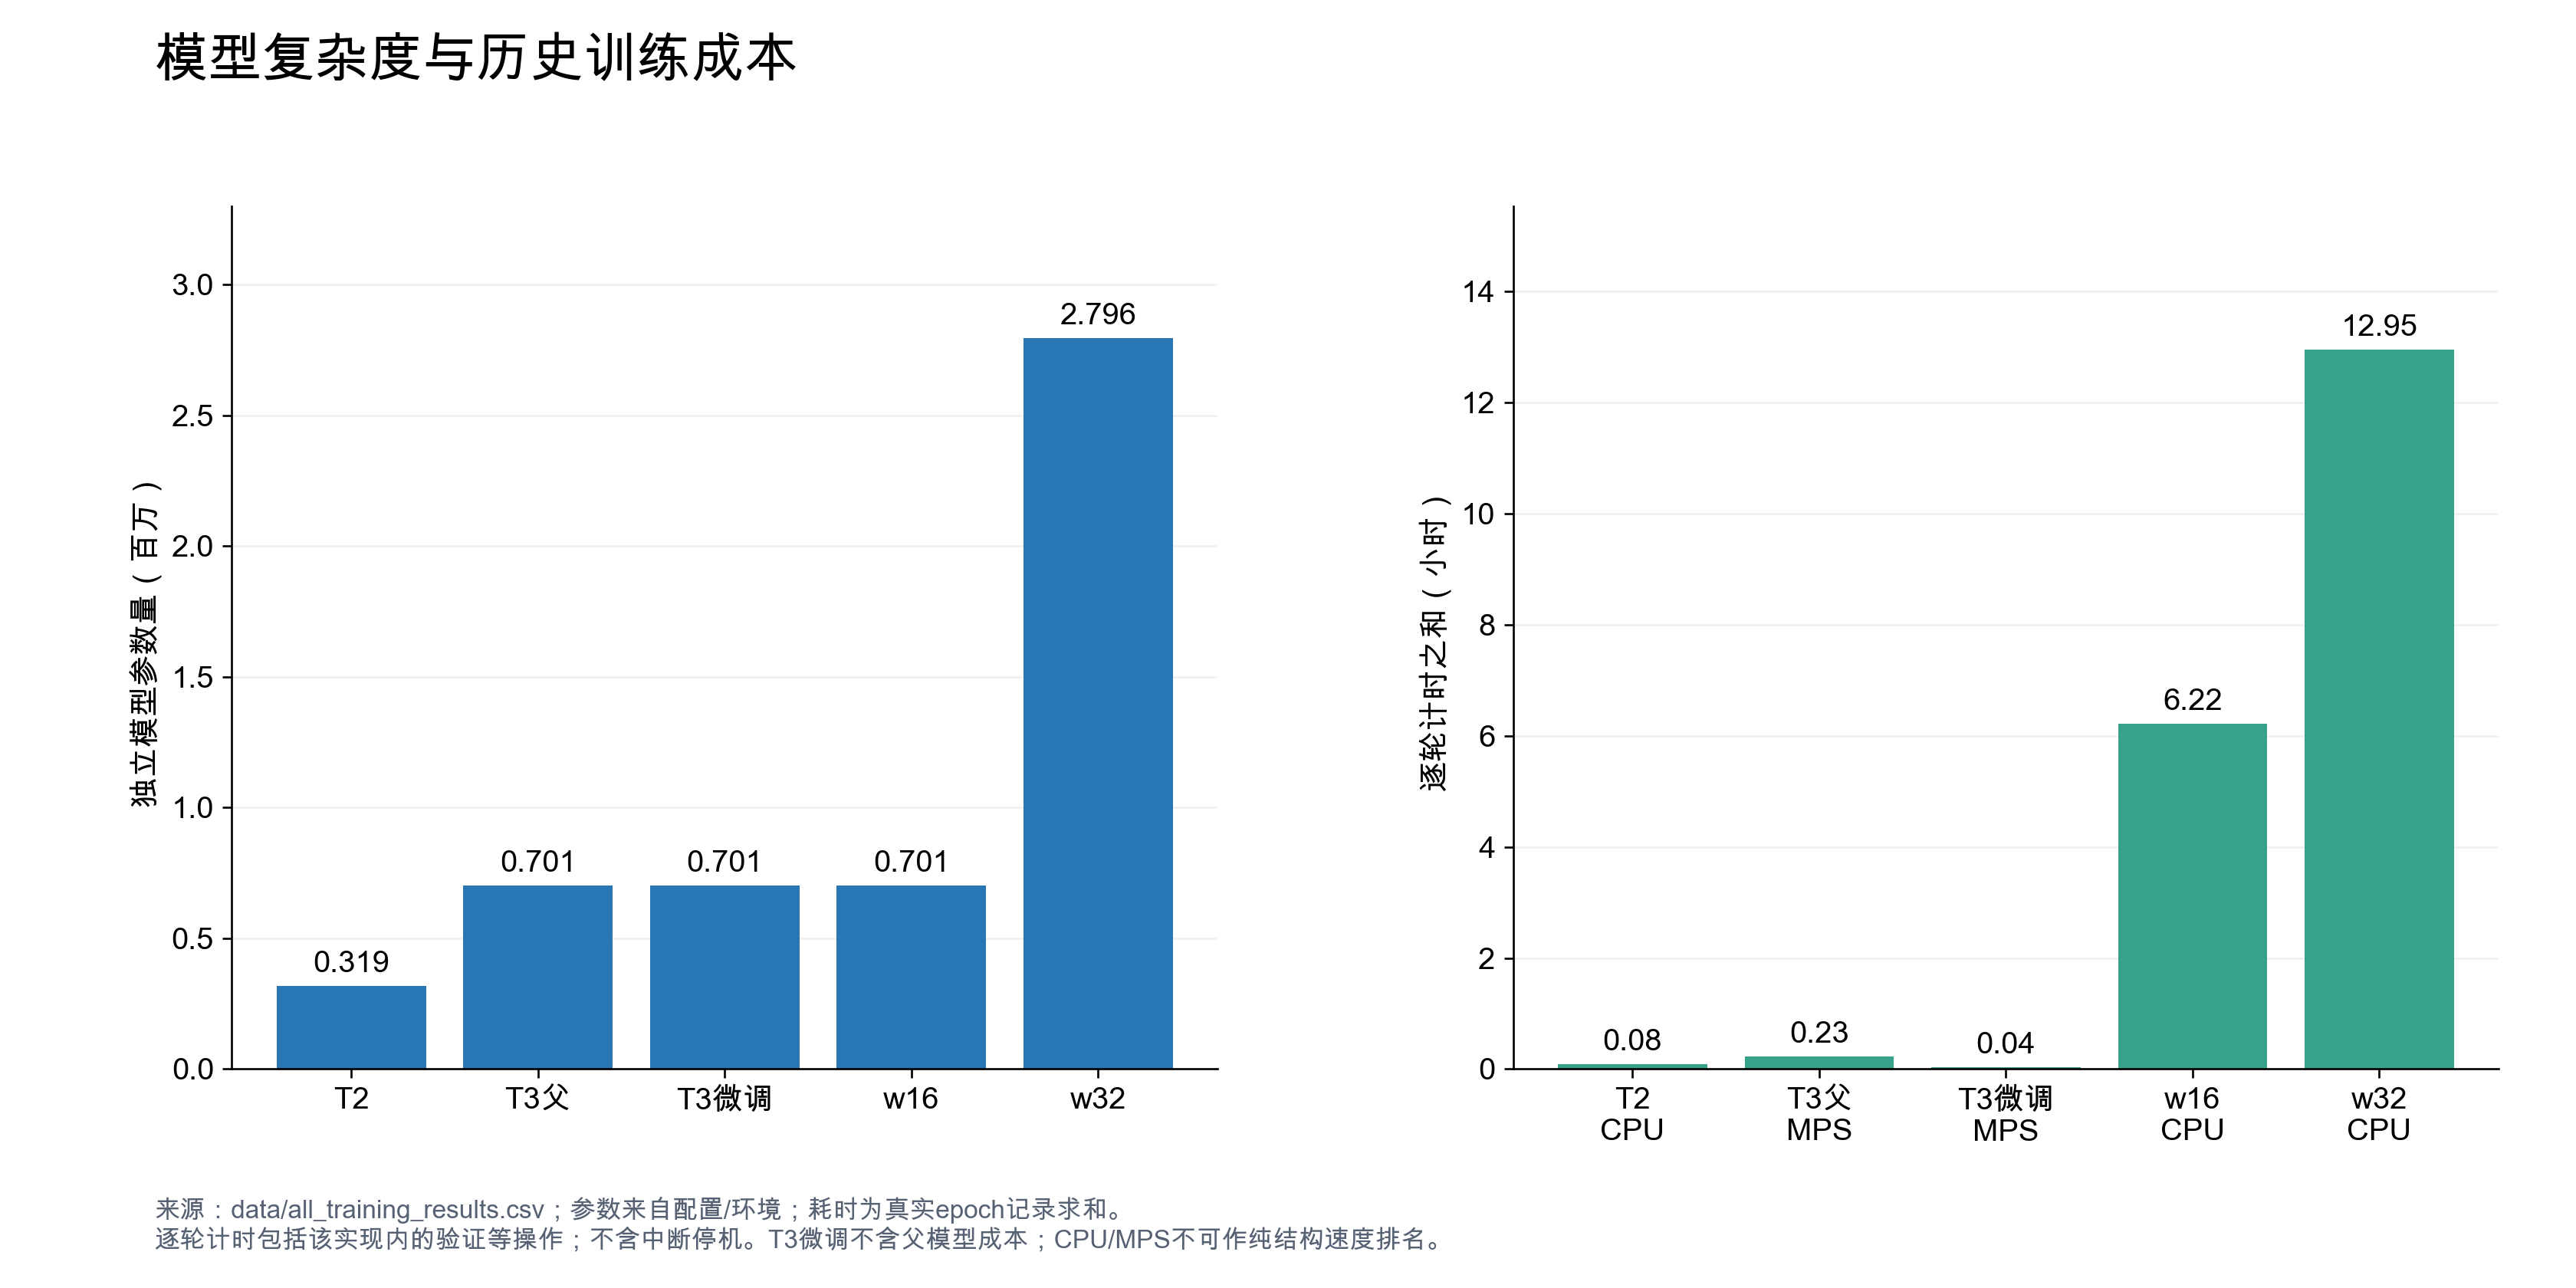 模型复杂度与历史训练成本
独立模型参数量（百万）
3.0
2.5
2.0
1.5
1.0
0.5
0.0
0.319
0.701
0.701
0.701
2.796
T2
T3父
T3微调
w16
w32
逐轮计时之和（小时）
14
12
10
8
6
4
2
0
0.08
0.23
0.04
6.22
12.95
T2
CPU
T3父
MPS
T3微调
MPS
w16
CPU
w32
CPU
来源：data/all_training_results.csv；参数来自配置/环境；耗时为真实epoch记录求和。
逐轮计时包括该实现内的验证等操作；不含中断停机。T3微调不含父模型成本；CPU/MPS不可作纯结构速度排名。